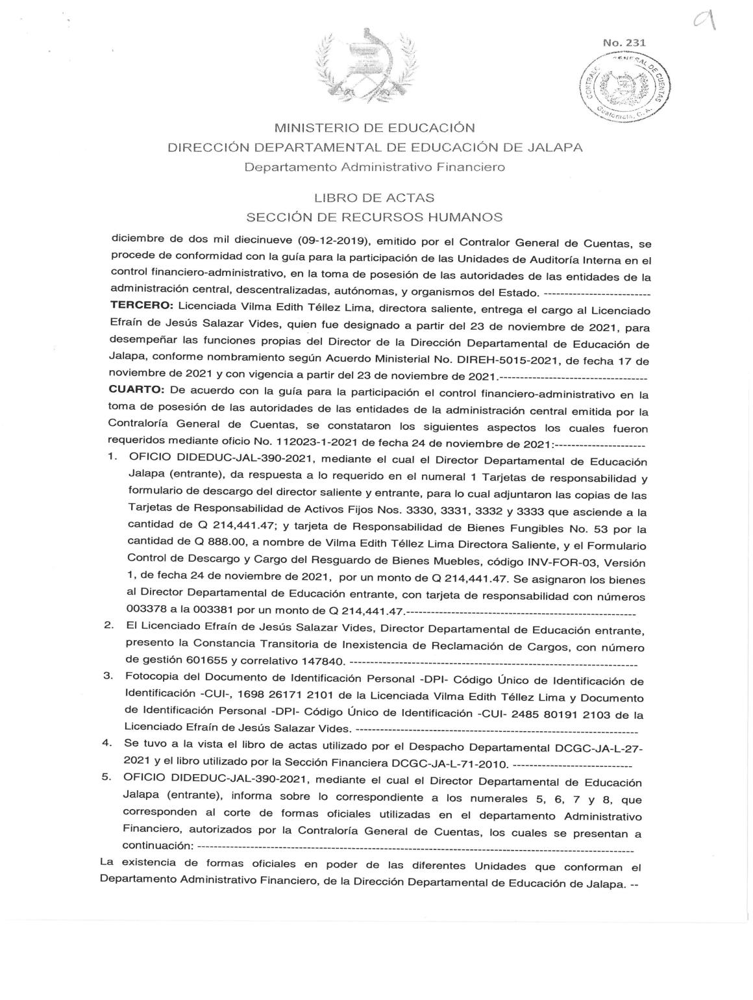 No. 231
CONTRALO GENERAL DE CUENTAS
Guatemala, C. A.
MINISTERIO DE EDUCACIÓN
DIRECCIÓN DEPARTAMENTAL DE EDUCACIÓN DE JALAPA
Departamento Administrativo Financiero
LIBRO DE ACTAS
SECCIÓN DE RECURSOS HUMANOS
diciembre de dos mil diecinueve (09-12-2019), emitido por el Contralor General de Cuentas, se
procede de conformidad con la guía para la participación de las Unidades de Auditoría Interna en el
control financiero-administrativo, en la toma de posesión de las autoridades de las entidades de la
administración central, descentralizadas, autónomas, y organismos del Estado. --------------------------
TERCERO: Licenciada Vilma Edith Téllez Lima, directora saliente, entrega el cargo al Licenciado
Efraín de Jesús Salazar Vides, quien fue designado a partir del 23 de noviembre de 2021, para
desempeñar las funciones propias del Director de la Dirección Departamental de Educación de
Jalapa, conforme nombramiento según Acuerdo Ministerial No. DIREH-5015-2021, de fecha 17 de
noviembre de 2021 y con vigencia a partir del 23 de noviembre de 2021.------------------------------------
CUARTO: De acuerdo con la guía para la participación el control financiero-administrativo en la
toma de posesión de las autoridades de las entidades de la administración central emitida por la
Contraloría General de Cuentas, se constataron los siguientes aspectos los cuales fueron
requeridos mediante oficio No. 112023-1-2021 de fecha 24 de noviembre de 2021:----------------------
1. OFICIO DIDEDUC-JAL-390-2021, mediante el cual el Director Departamental de Educación
Jalapa (entrante), da respuesta a lo requerido en el numeral 1 Tarjetas de responsabilidad y
formulario de descargo del director saliente y entrante, para lo cual adjuntaron las copias de las
Tarjetas de Responsabilidad de Activos Fijos Nos. 3330, 3331, 3332 y 3333 que asciende a la
cantidad de Q 214,441.47; y tarjeta de Responsabilidad de Bienes Fungibles No. 53 por la
cantidad de Q 888.00, a nombre de Vilma Edith Téllez Lima Directora Saliente, y el Formulario
Control de Descargo y Cargo del Resguardo de Bienes Muebles, código INV-FOR-03, Versión
1, de fecha 24 de noviembre de 2021, por un monto de Q 214,441.47. Se asignaron los bienes
al Director Departamental de Educación entrante, con tarjeta de responsabilidad con números
003378 a la 003381 por un monto de Q 214,441.47.--------------------------------------------------------
2. El Licenciado Efraín de Jesús Salazar Vides, Director Departamental de Educación entrante,
presento la Constancia Transitoria de Inexistencia de Reclamación de Cargos, con número
de gestión 601655 y correlativo 147840. ----------------------------------------------------------------------
3. Fotocopia del Documento de Identificación Personal -DPI- Código Único de Identificación de
Identificación -CUI-, 1698 26171 2101 de la Licenciada Vilma Edith Téllez Lima y Documento
de Identificación Personal -DPI- Código Único de Identificación -CUI- 2485 80191 2103 de la
Licenciado Efraín de Jesús Salazar Vides. ---------------------------------------------------------------------
4. Se tuvo a la vista el libro de actas utilizado por el Despacho Departamental DCGC-JA-L-27-
2021 y el libro utilizado por la Sección Financiera DCGC-JA-L-71-2010. -----------------------------
5. OFICIO DIDEDUC-JAL-390-2021, mediante el cual el Director Departamental de Educación
Jalapa (entrante), informa sobre lo correspondiente a los numerales 5, 6, 7 y 8, que
corresponden al corte de formas oficiales utilizadas en el departamento Administrativo
Financiero, autorizados por la Contraloría General de Cuentas, los cuales se presentan a
continuación: ----------------------------------------------------------------------------------------------------------
La existencia de formas oficiales en poder de las diferentes Unidades que conforman el
Departamento Administrativo Financiero, de la Dirección Departamental de Educación de Jalapa. --